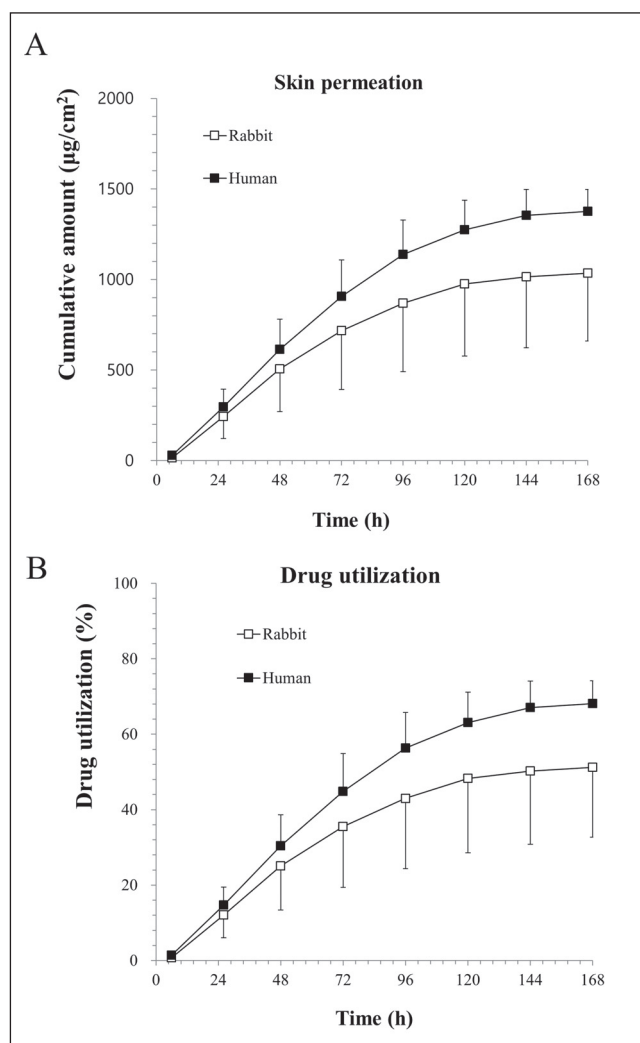 A
Skin permeation
Cumulative amount (µg/cm²)
2000
1500
1000
500
0
Rabbit
Human
0 24 48 72 96 120 144 168
Time (h)
B
Drug utilization
Drug utilization (%)
100
80
60
40
20
0
Rabbit
Human
0 24 48 72 96 120 144 168
Time (h)